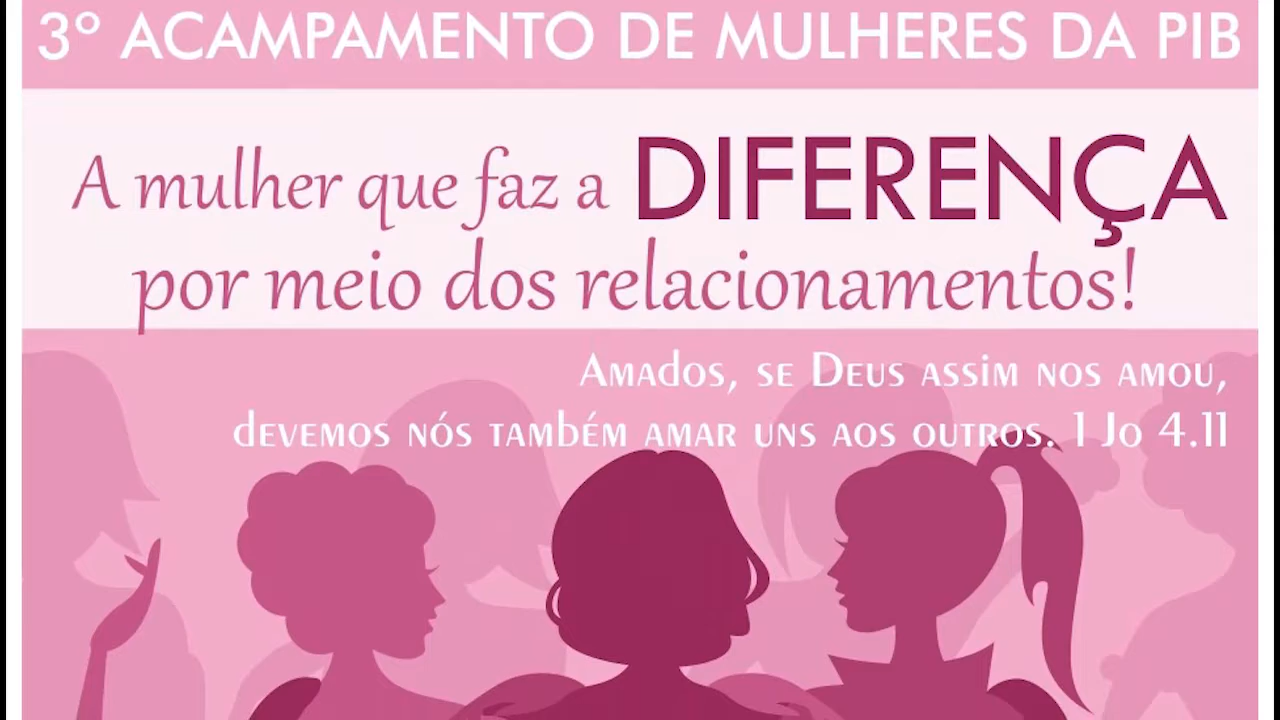 3º ACAMPAMENTO DE MULHERES DA PIB
A mulher que faz a DIFERENÇA
por meio dos relacionamentos!
Amados, se Deus assim nos amou,
devemos nós também amar uns aos outros. 1 Jo 4.11